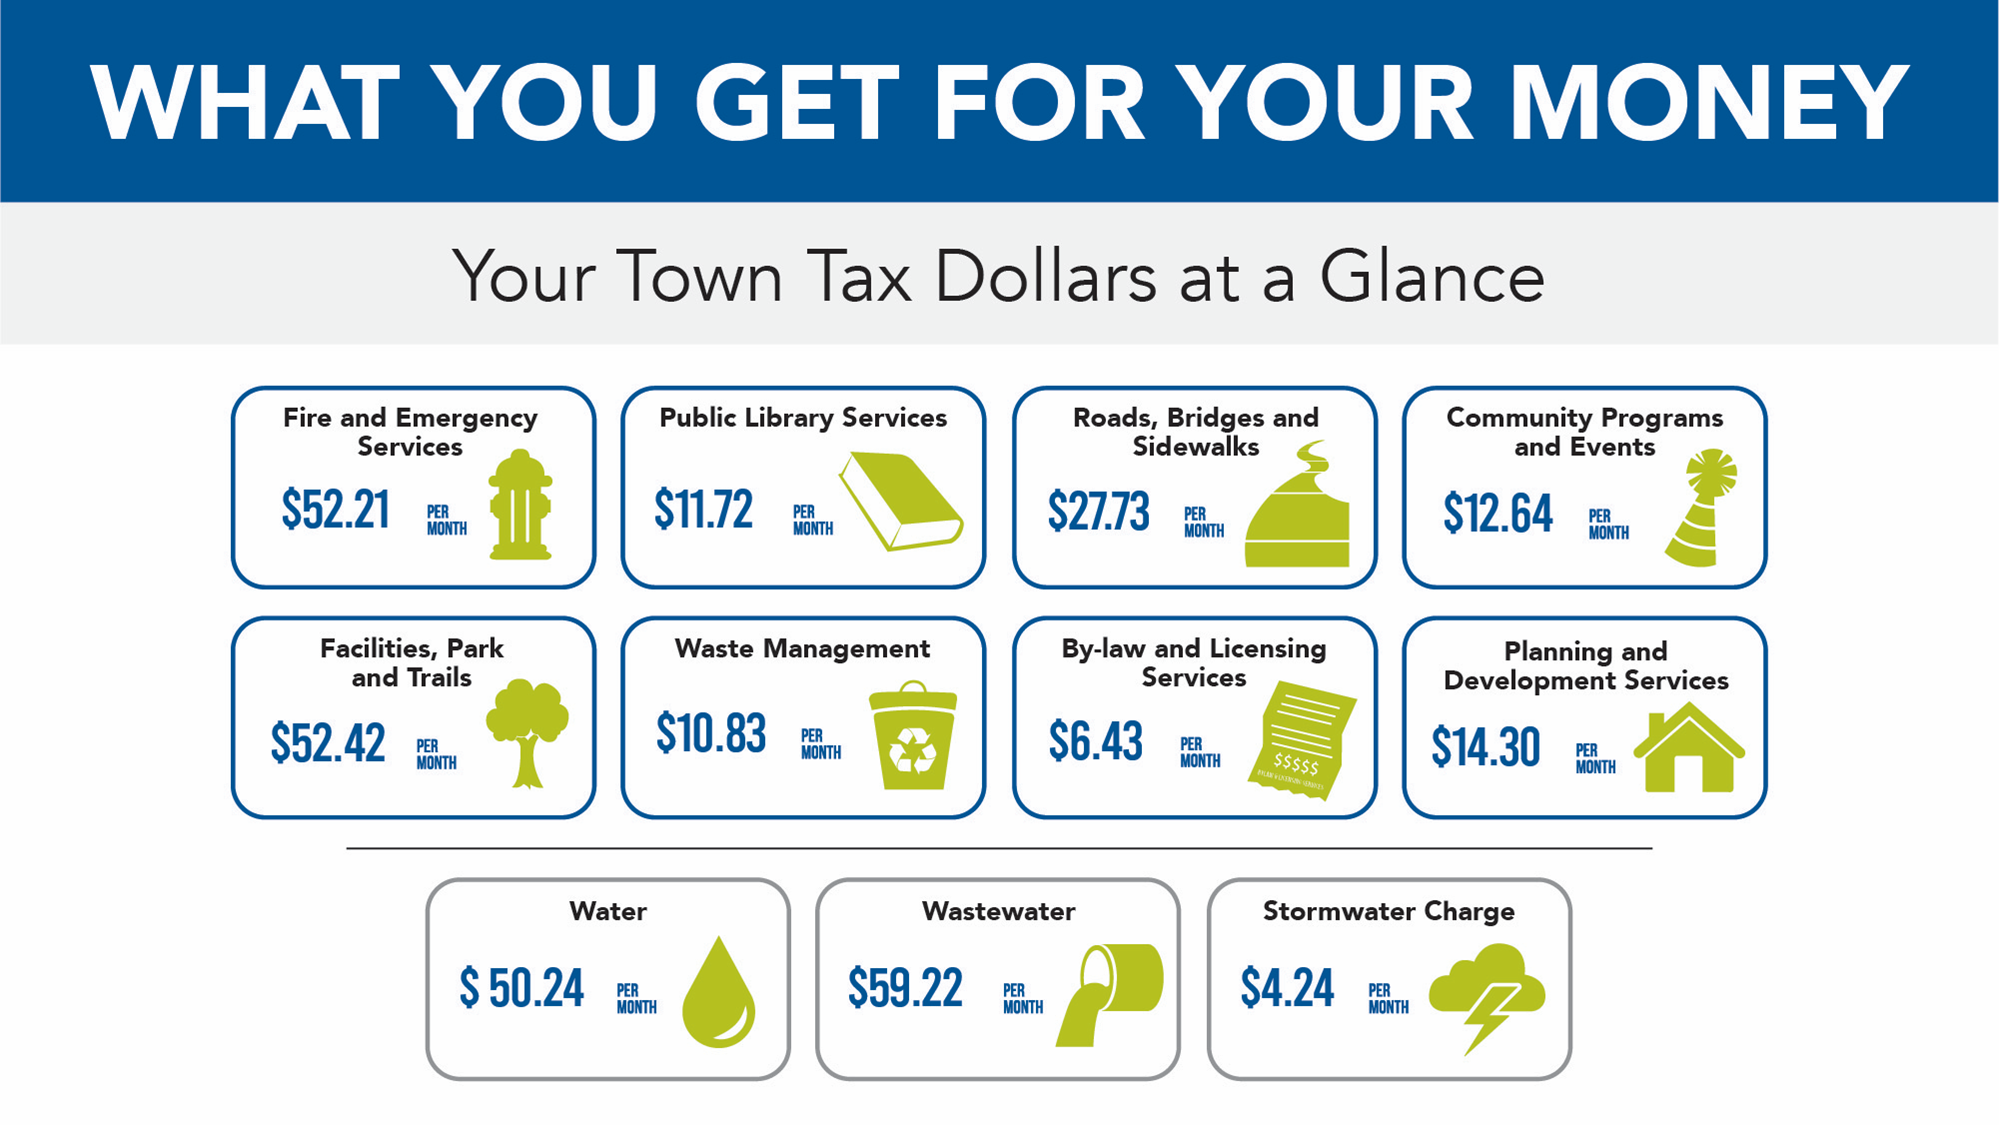 WHAT YOU GET FOR YOUR MONEY
Your Town Tax Dollars at a Glance
Fire and Emergency
Services
$52.21
PER
MONTH
Public Library Services
$11.72
PER
MONTH
Roads, Bridges and
Sidewalks
$27.73
PER
MONTH
Community Programs
and Events
$12.64
PER
MONTH
Facilities, Park
and Trails
$52.42
PER
MONTH
Waste Management
$10.83
PER
MONTH
By-law and Licensing
Services
$6.43
PER
MONTH
$$$$$
Planning and
Development Services
$14.30
PER
MONTH
Water
$ 50.24
PER
MONTH
Wastewater
$59.22
PER
MONTH
Stormwater Charge
$4.24
PER
MONTH